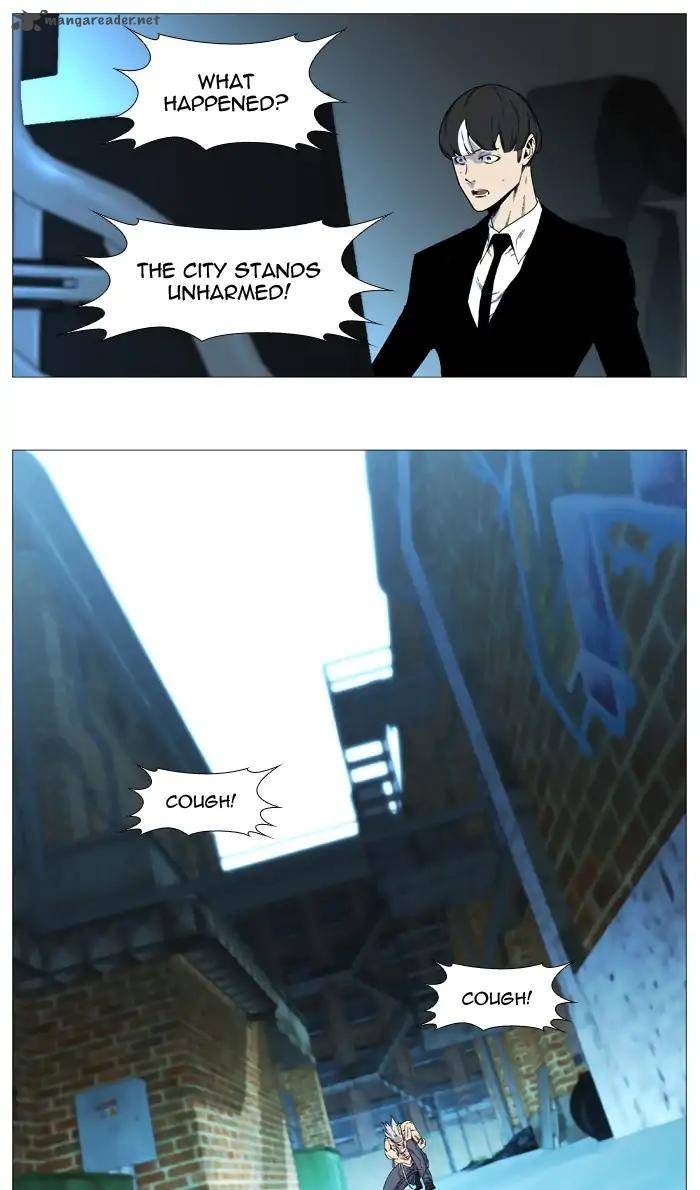 mangareader.net
WHAT
HAPPENED?
THE CITY STANDS
UNHARMED!
COUGH!
COUGH!